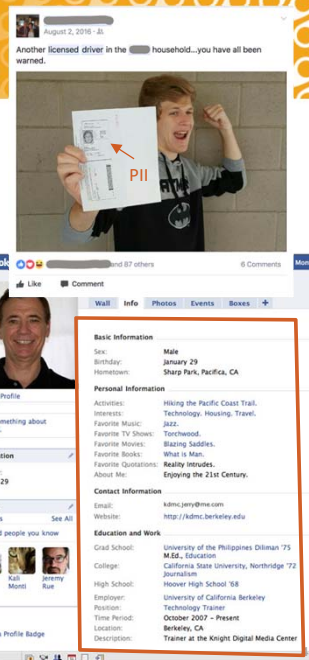 August 2, 2016
Another licensed driver in the household...you have all been
warned.
PII
and 87 others
6 Comments
Like
Comment
Mon
Wall
Info
Photos
Events
Boxes
+
Basic Information
Sex: Male
Birthday: January 29
Hometown: Sharp Park, Pacifica, CA
Profile
Personal Information
Activities: Hiking the Pacific Coast Trail.
Interests: Technology. Housing. Travel.
Favorite Music: Jazz.
Favorite TV Shows: Torchwood.
Favorite Movies: Blazing Saddles.
Favorite Books: What is Man.
Favorite Quotations: Reality Intrudes.
About Me: Enjoying the 21st Century.
mething about
tion
29
Contact Information
Email: kdmc.jerry@me.com
Website: http://kdmc.berkeley.edu
See All
d people you know
Education and Work
Grad School: University of the Philippines Diliman '75
M.Ed., Education
College: California State University, Northridge '72
Journalism
High School: Hoover High School '68
Kali
Monti
Jeremy
Rue
Employer: University of California Berkeley
Position: Technology Trainer
Time Period: October 2007 – Present
Location: Berkeley, CA
Description: Trainer at the Knight Digital Media Center
Profile Badge